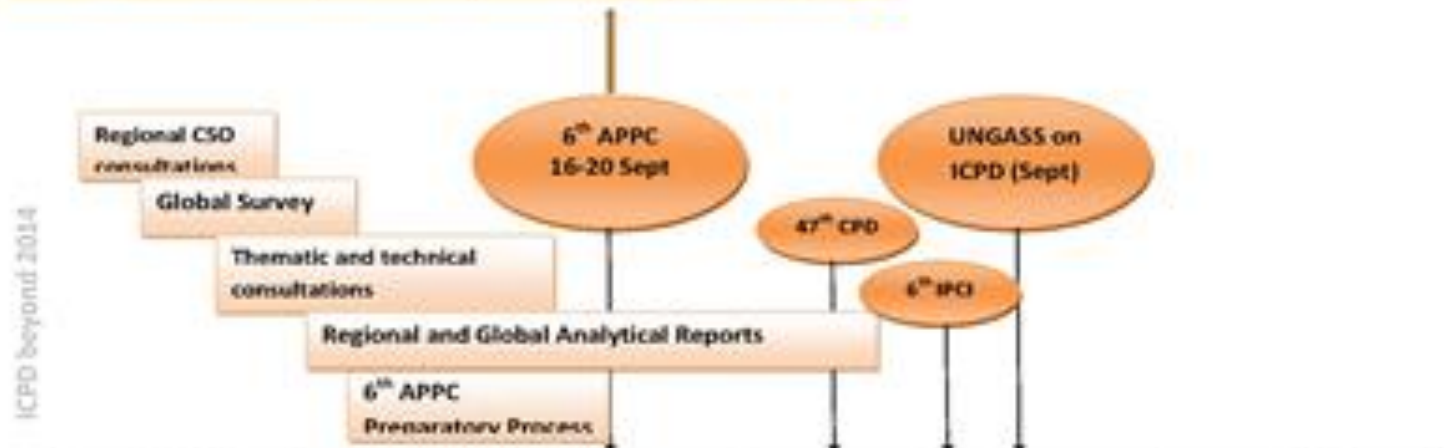 Regional CSO
consultations
Global Survey
Thematic and technical
consultations
Regional and Global Analytical Reports
6th APPC
Preparatory Process
6th APPC
16-20 Sept
47th CPD
6th IPCI
UNGASS on
ICPD (Sept)
ICPD beyond 2014